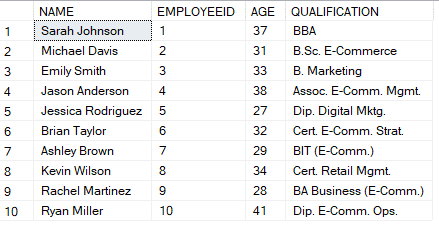 NAME EMPLOYEEID AGE QUALIFICATION
1 Sarah Johnson 1 37 BBA
2 Michael Davis 2 31 B.Sc. E-Commerce
3 Emily Smith 3 33 B. Marketing
4 Jason Anderson 4 38 Assoc. E-Comm. Mgmt.
5 Jessica Rodriguez 5 27 Dip. Digital Mktg.
6 Brian Taylor 6 32 Cert. E-Comm. Strat.
7 Ashley Brown 7 29 BIT (E-Comm.)
8 Kevin Wilson 8 34 Cert. Retail Mgmt.
9 Rachel Martinez 9 28 BA Business (E-Comm.)
10 Ryan Miller 10 41 Dip. E-Comm. Ops.